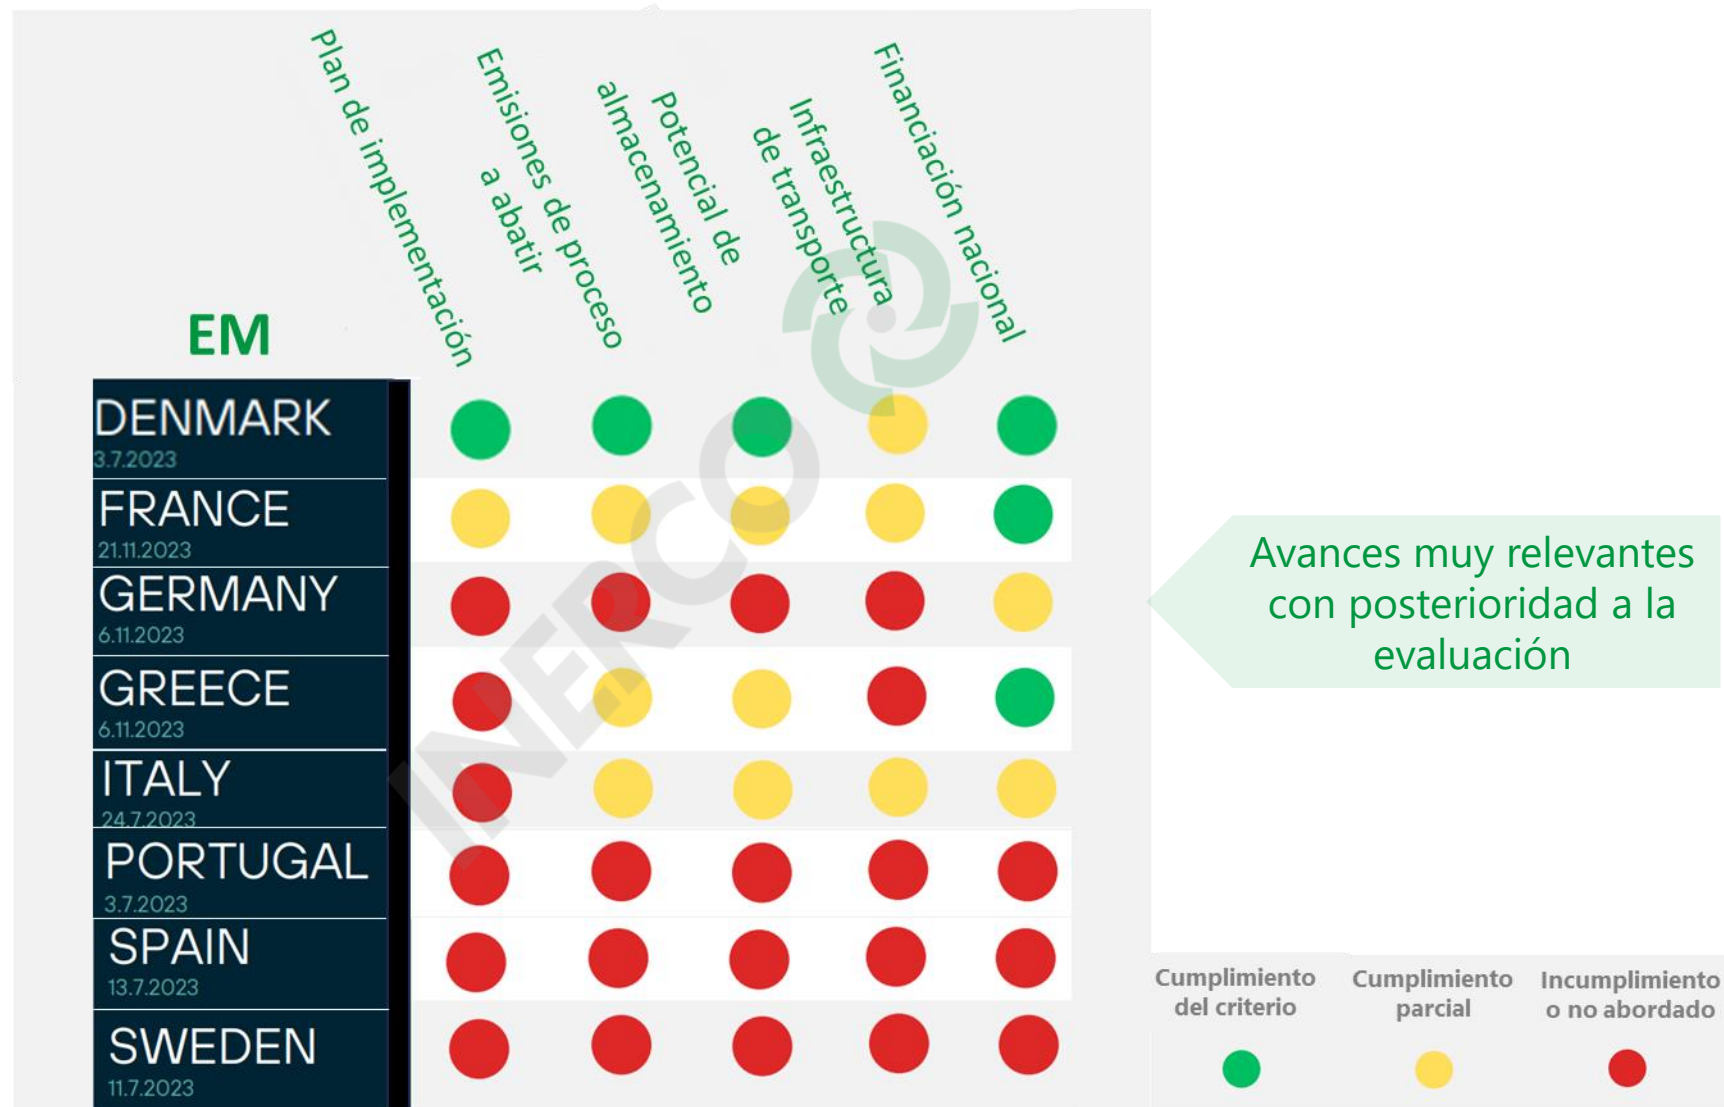 Plan de implementación
Emisiones de proceso
a abatir
Potencial de
almacenamiento
Infraestructura
de transporte
Financiación nacional
EM
DENMARK
3.7.2023
FRANCE
21.11.2023
GERMANY
6.11.2023
GREECE
6.11.2023
ITALY
24.7.2023
PORTUGAL
3.7.2023
SPAIN
13.7.2023
SWEDEN
11.7.2023
INERCO
Avances muy relevantes
con posterioridad a la
evaluación
Cumplimiento
del criterio
Cumplimiento
parcial
Incumplimiento
o no abordado